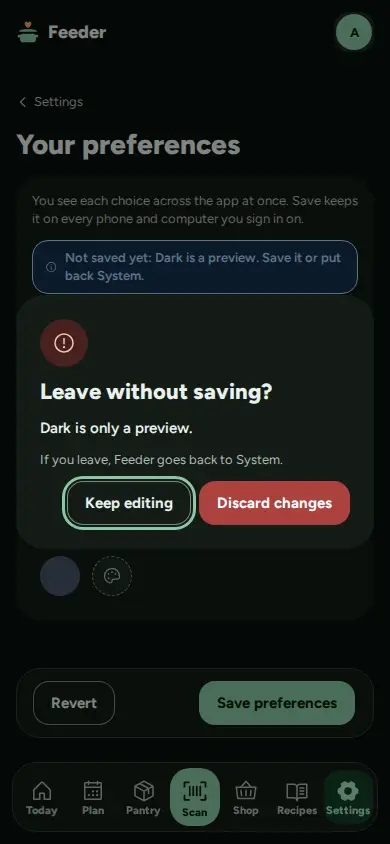 Feeder
A
Settings
Your preferences
You see each choice across the app at once. Save keeps
it on every phone and computer you sign in on.
Not saved yet: Dark is a preview. Save it or put
back System.
Leave without saving?
Dark is only a preview.
If you leave, Feeder goes back to System.
Keep editing
Discard changes
Revert
Save preferences
Today
Plan
Pantry
Scan
Shop
Recipes
Settings